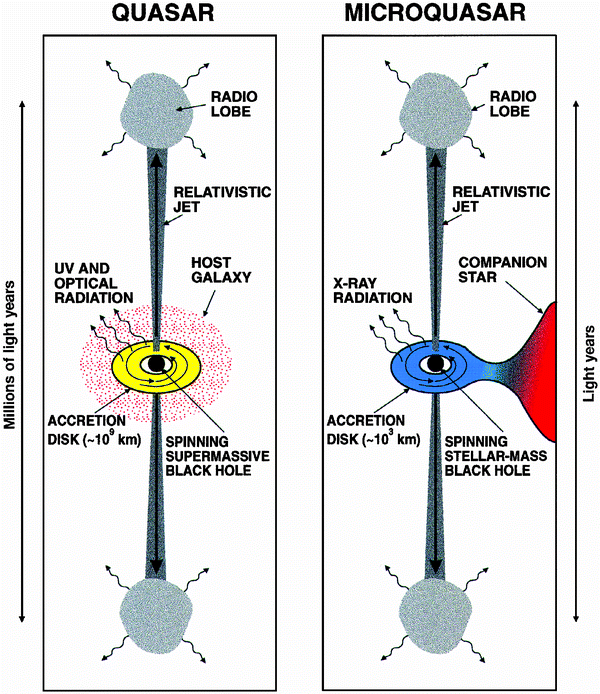 QUASAR
MICROQUASAR
RADIO
LOBE
RELATIVISTIC
JET
UV AND
OPTICAL
RADIATION
HOST
GALAXY
ACCRETION
DISK (~10⁹ km)
SPINNING
SUPERMASSIVE
BLACK HOLE
Millions of light years
RADIO
LOBE
RELATIVISTIC
JET
X-RAY
RADIATION
COMPANION
STAR
ACCRETION
DISK (~10³ km)
SPINNING
STELLAR-MASS
BLACK HOLE
Light years